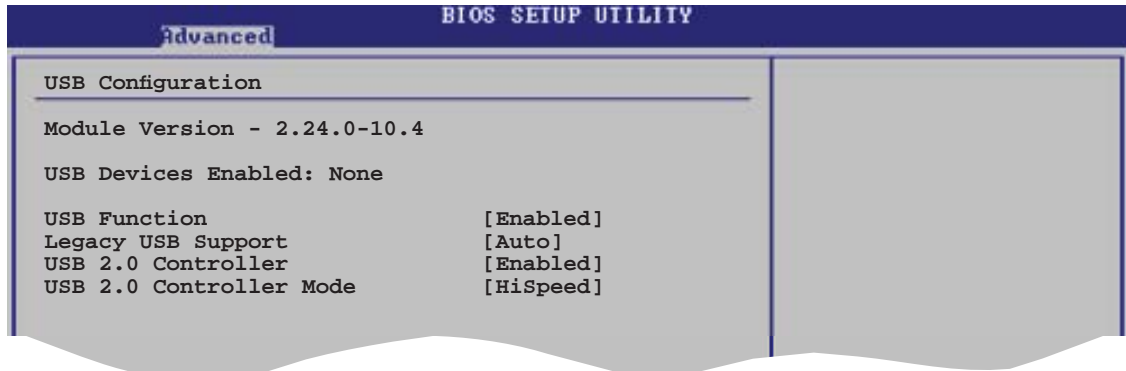 BIOS SETUP UTILITY
Advanced
USB Configuration
Module Version - 2.24.0-10.4
USB Devices Enabled: None
USB Function [Enabled]
Legacy USB Support [Auto]
USB 2.0 Controller [Enabled]
USB 2.0 Controller Mode [HiSpeed]